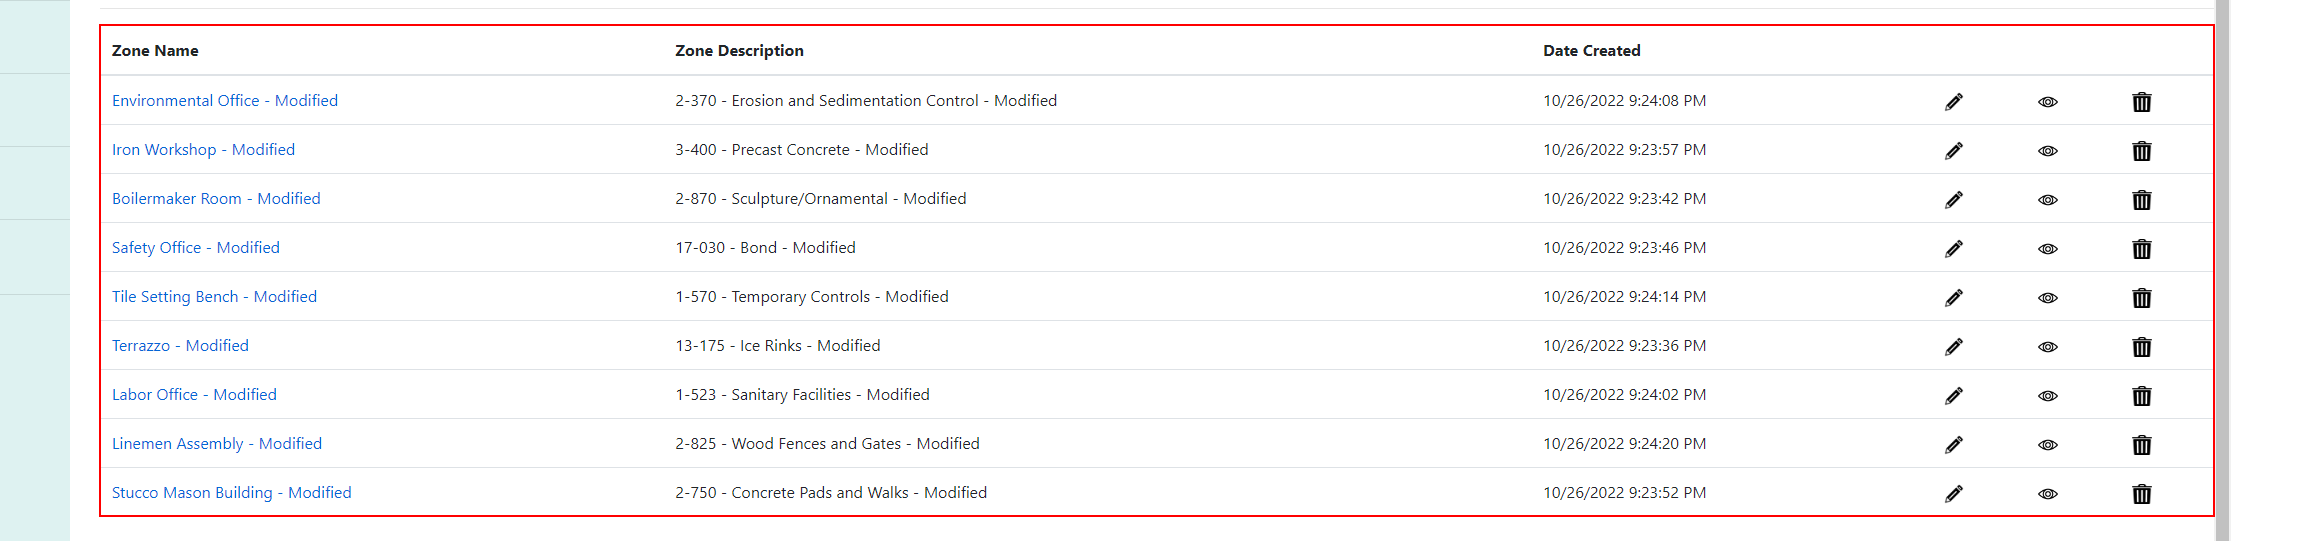 Zone Name Zone Description Date Created
Environmental Office - Modified 2-370 - Erosion and Sedimentation Control - Modified 10/26/2022 9:24:08 PM
Iron Workshop - Modified 3-400 - Precast Concrete - Modified 10/26/2022 9:23:57 PM
Boilermaker Room - Modified 2-870 - Sculpture/Ornamental - Modified 10/26/2022 9:23:42 PM
Safety Office - Modified 17-030 - Bond - Modified 10/26/2022 9:23:46 PM
Tile Setting Bench - Modified 1-570 - Temporary Controls - Modified 10/26/2022 9:24:14 PM
Terrazzo - Modified 13-175 - Ice Rinks - Modified 10/26/2022 9:23:36 PM
Labor Office - Modified 1-523 - Sanitary Facilities - Modified 10/26/2022 9:24:02 PM
Linemen Assembly - Modified 2-825 - Wood Fences and Gates - Modified 10/26/2022 9:24:20 PM
Stucco Mason Building - Modified 2-750 - Concrete Pads and Walks - Modified 10/26/2022 9:23:52 PM